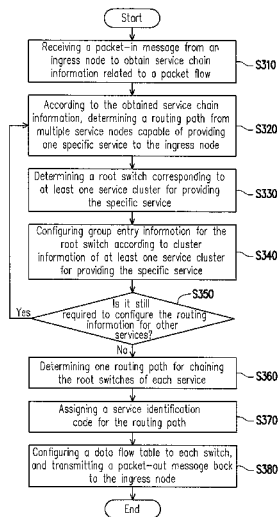 Start
Receiving a packet-in message from an
ingress node to obtain service chain
information related to a packet flow
S310
According to the obtained service chain
information, determining a routing path from
multiple service nodes capable of providing
one specific service to the ingress node
S320
Determining a root switch corresponding to
at least one service cluster for providing
the specific service
S330
Configuring group entry information for the
root switch according to cluster
information of at least one service cluster
for providing the specific service
S340
S350
Is it still
required to configure the routing
information for other
services?
Yes
No
Determining one routing path for chaining
the root switches of each service
S360
Assigning a service identification
code for the routing path
S370
Configuring a data flow table to each switch,
and transmitting a packet-out message back
to the ingress node
S380
End